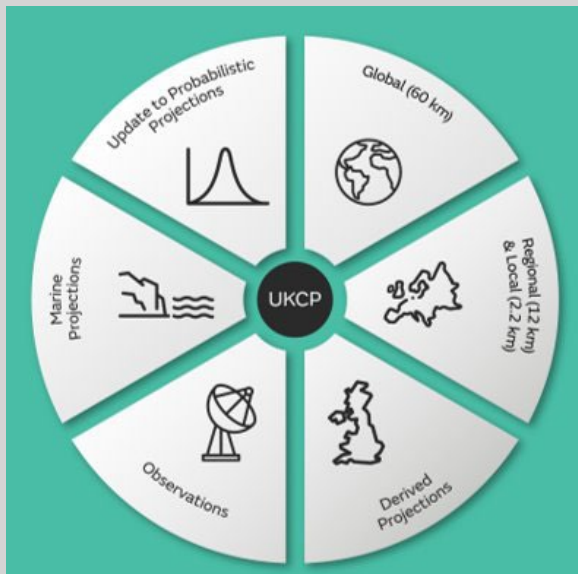 Update to Probabilistic
Projections
Global (60 km)
Regional (12 km)
& Local (2.2 km)
Derived
Projections
Observations
Marine
Projections
UKCP